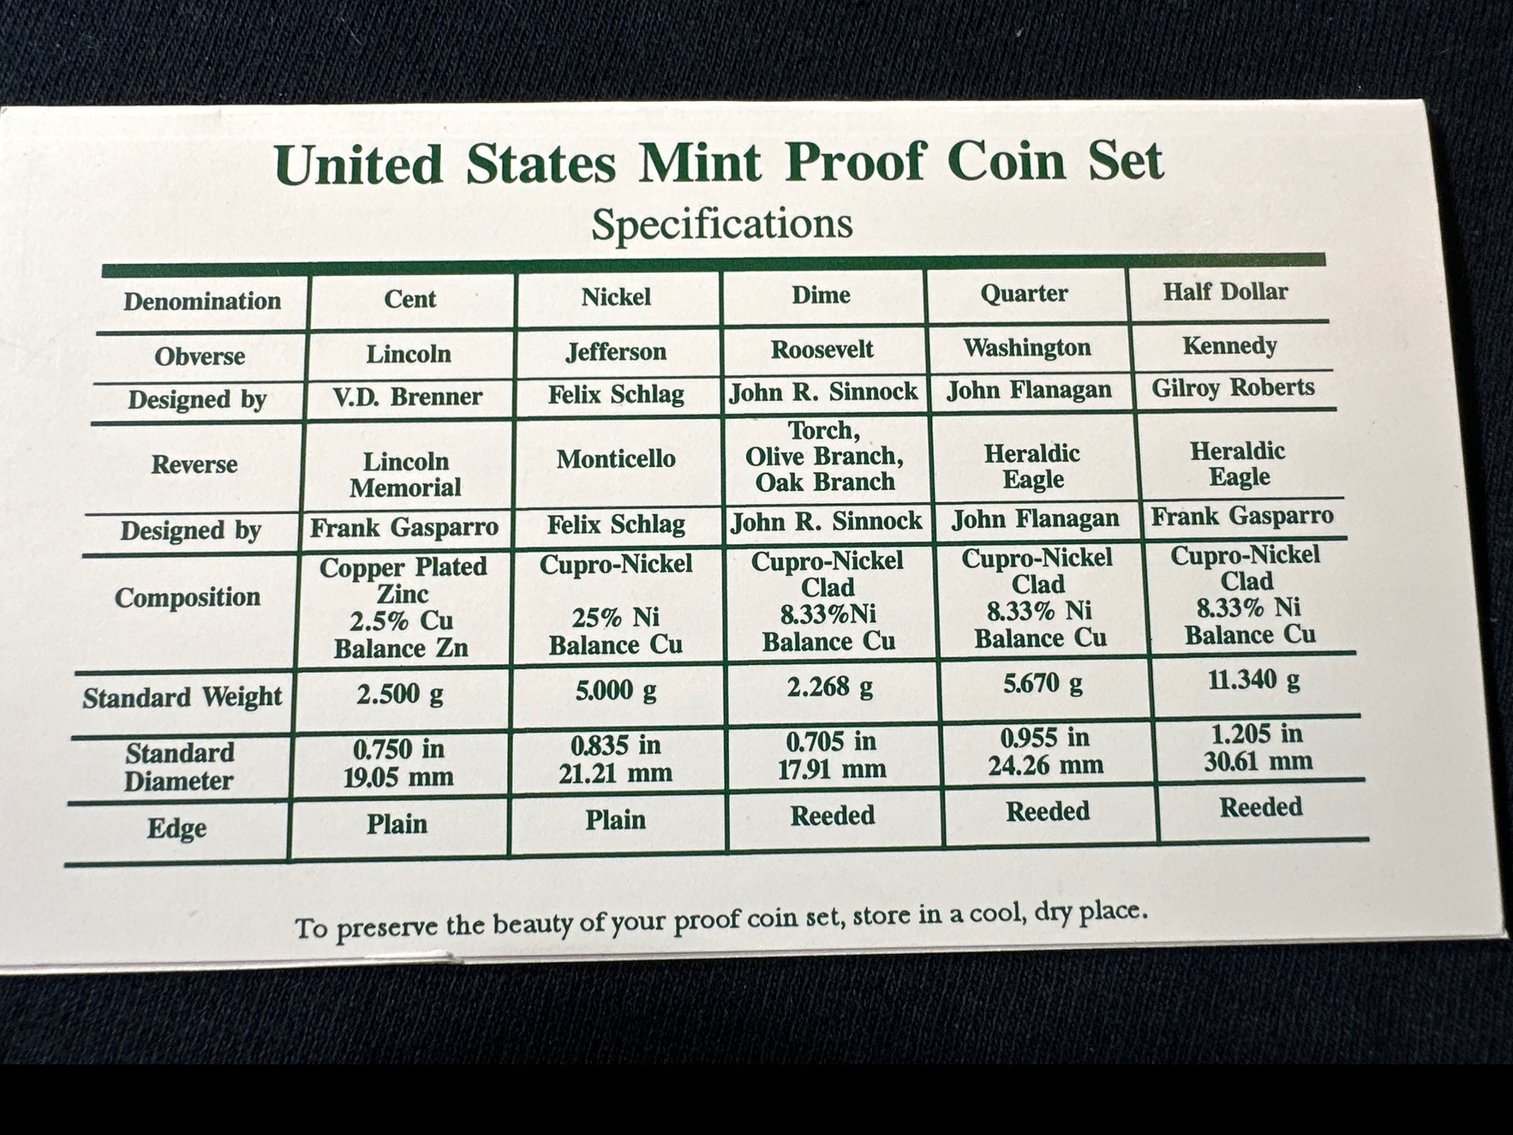 United States Mint Proof Coin Set
Specifications
Denomination Cent Nickel Dime Quarter Half Dollar
Obverse Lincoln Jefferson Roosevelt Washington Kennedy
Designed by V.D. Brenner Felix Schlag John R. Sinnock John Flanagan Gilroy Roberts
Reverse
Lincoln
Memorial
Monticello
Torch,
Olive Branch,
Oak Branch
Heraldic
Eagle
Heraldic
Eagle
Designed by Frank Gasparro Felix Schlag John R. Sinnock John Flanagan Frank Gasparro
Composition
Copper Plated
Zinc
2.5% Cu
Balance Zn
Cupro-Nickel
25% Ni
Balance Cu
Cupro-Nickel
Clad
8.33%Ni
Balance Cu
Cupro-Nickel
Clad
8.33% Ni
Balance Cu
Cupro-Nickel
Clad
8.33% Ni
Balance Cu
Standard Weight 2.500 g 5.000 g 2.268 g 5.670 g 11.340 g
Standard
Diameter
0.750 in
19.05 mm
0.835 in
21.21 mm
0.705 in
17.91 mm
0.955 in
24.26 mm
1.205 in
30.61 mm
Edge Plain Plain Reeded Reeded Reeded
To preserve the beauty of your proof coin set, store in a cool, dry place.